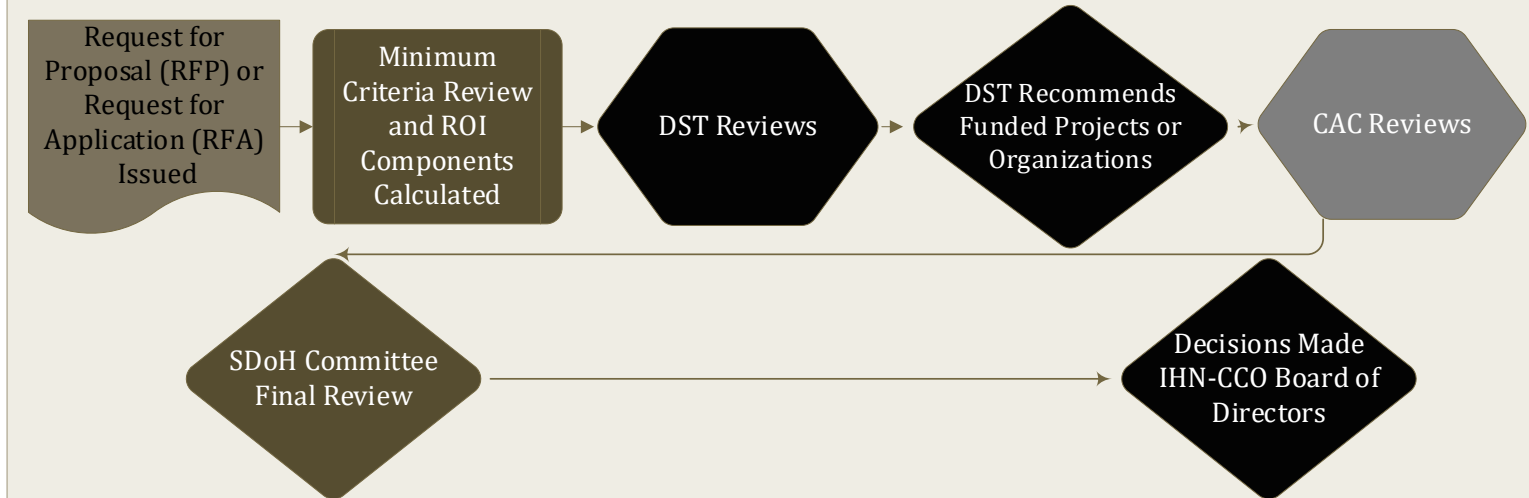 Request for
Proposal (RFP) or
Request for
Application (RFA)
Issued
Minimum
Criteria Review
and ROI
Components
Calculated
DST Reviews
DST Recommends
Funded Projects or
Organizations
CAC Reviews
SDoH Committee
Final Review
Decisions Made
IHN-CCO Board of
Directors